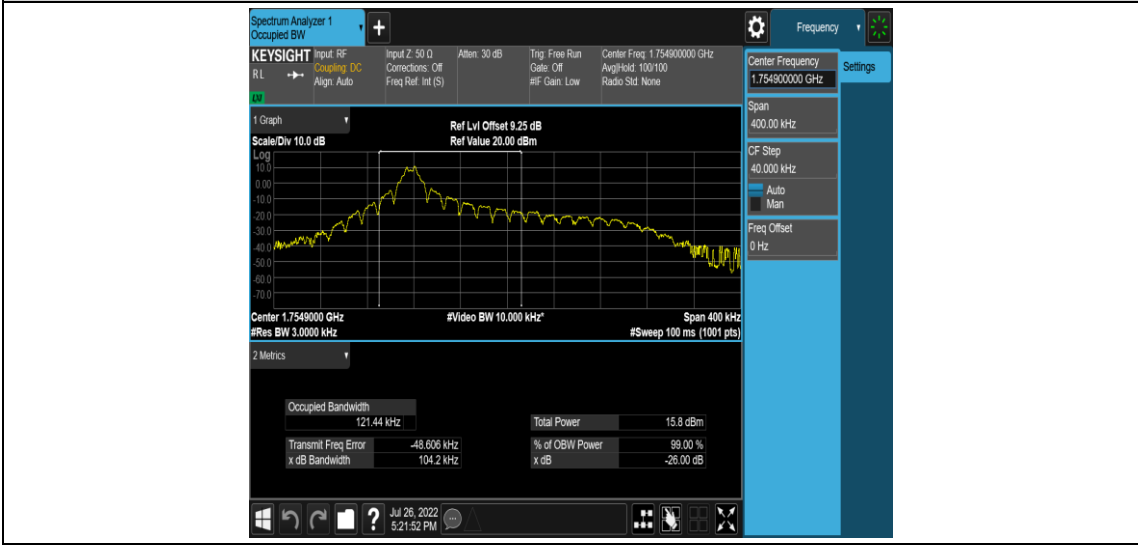 Spectrum Analyzer 1
Occupied BW
+
Frequency
KEYSIGHT
RL
LNI
Input: RF
Coupling: DC
Align: Auto
Input Z: 50 Ω
Corrections: Off
Freq Ref: Int (S)
Atten: 30 dB
Trig: Free Run
Gate: Off
#IF Gain: Low
Center Freq: 1.754900000 GHz
Avg|Hold: 100/100
Radio Std: None
Center Frequency
1.754900000 GHz
Settings
Span
400.00 kHz
CF Step
40.000 kHz
Auto
Man
Freq Offset
0 Hz
1 Graph
Scale/Div 10.0 dB
Ref Lvl Offset 9.25 dB
Ref Value 20.00 dBm
Log
10.0
0.00
-10.0
-20.0
-30.0
-40.0
-50.0
-60.0
-70.0
Center 1.7549000 GHz
#Video BW 10.000 kHz*
Span 400 kHz
#Res BW 3.0000 kHz
#Sweep 100 ms (1001 pts)
2 Metrics
Occupied Bandwidth
121.44 kHz
Total Power 15.8 dBm
Transmit Freq Error -48.606 kHz
% of OBW Power 99.00 %
x dB Bandwidth 104.2 kHz
x dB -26.00 dB
?
Jul 26, 2022
5:21:52 PM